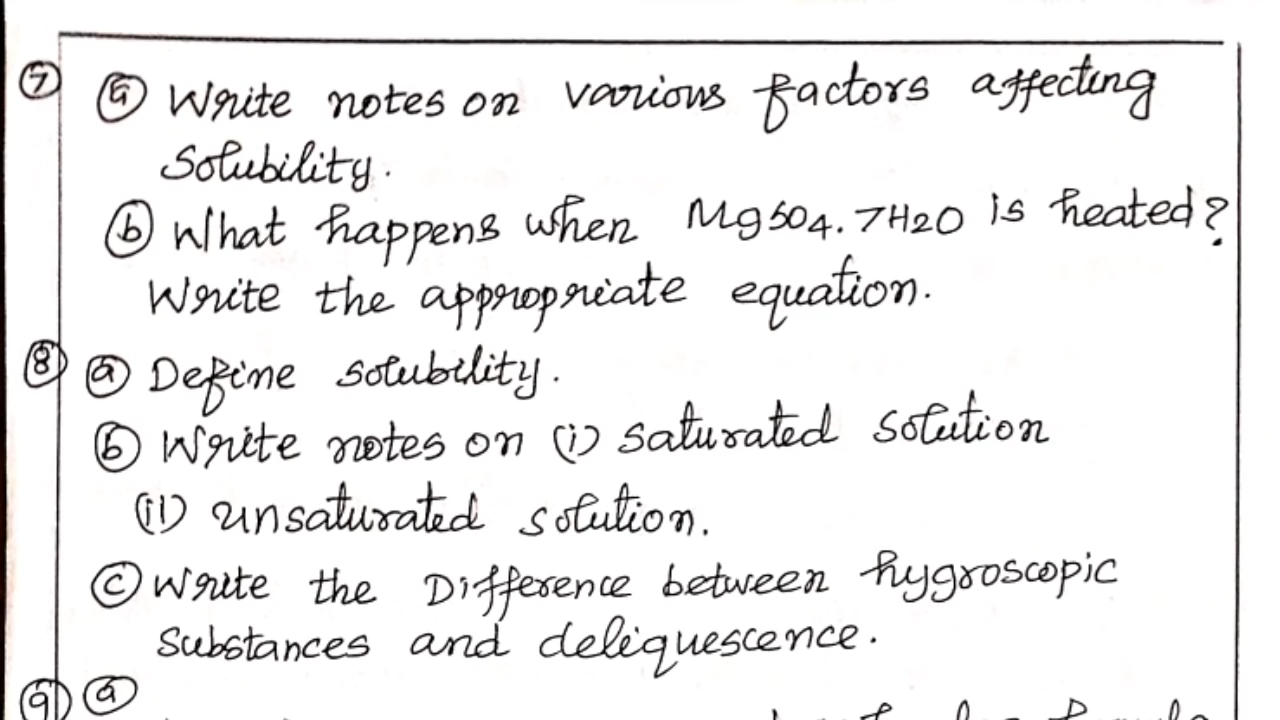 7 a Write notes on various factors affecting
Solubility.
b What happens when MgSO4.7H2O is heated?
Write the appropriate equation.
8 a Define solubility.
b Write notes on (i) saturated solution
(ii) unsaturated solution.
c Write the Difference between hygroscopic
Substances and deliquescence.
9 a